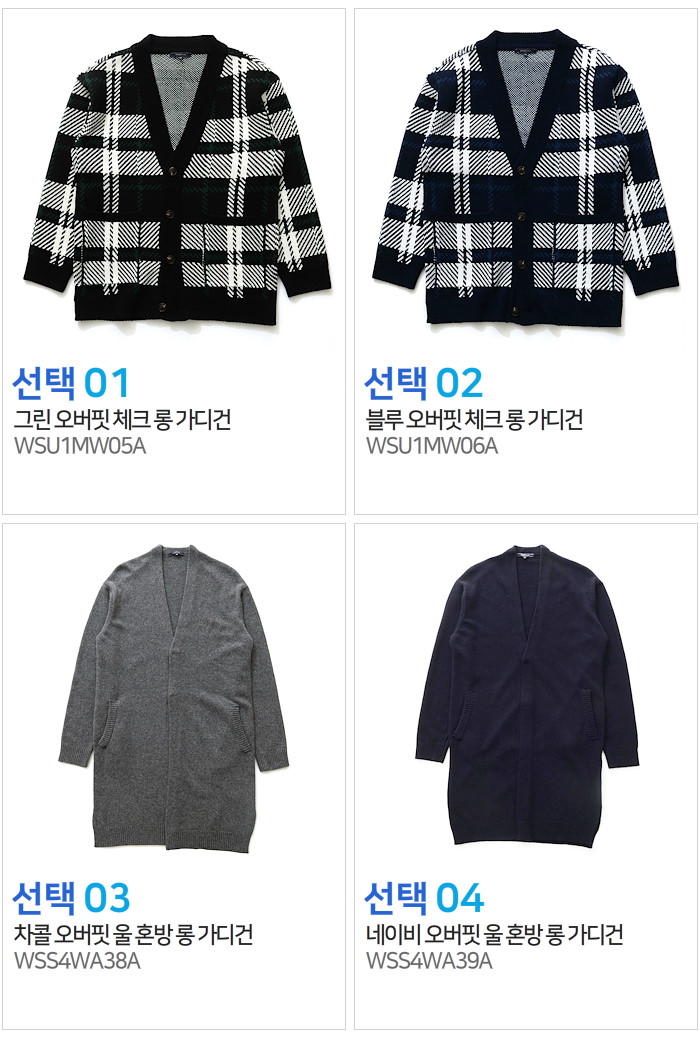 선택 01
그린 오버핏 체크 롱 가디건
WSU1MW05A
선택 02
블루 오버핏 체크 롱 가디건
WSU1MW06A
선택 03
차콜 오버핏 울 혼방 롱 가디건
WSS4WA38A
선택 04
네이비 오버핏 울 혼방 롱 가디건
WSS4WA39A